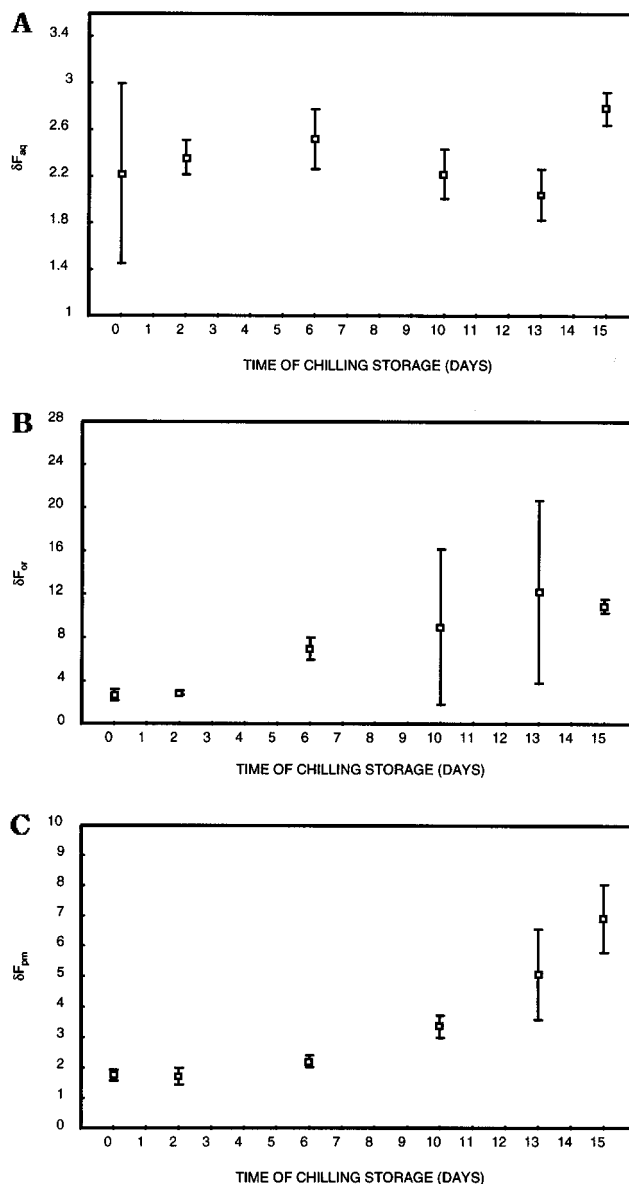 A
3.4
3
2.6
2.2
1.8
1.4
1
δF_aq
0 1 2 3 4 5 6 7 8 9 10 11 12 13 14 15
TIME OF CHILLING STORAGE (DAYS)
B
28
24
20
16
12
8
4
0
δF_or
0 1 2 3 4 5 6 7 8 9 10 11 12 13 14 15
TIME OF CHILLING STORAGE (DAYS)
C
10
9
8
7
6
5
4
3
2
1
0
δF_pm
0 1 2 3 4 5 6 7 8 9 10 11 12 13 14 15
TIME OF CHILLING STORAGE (DAYS)